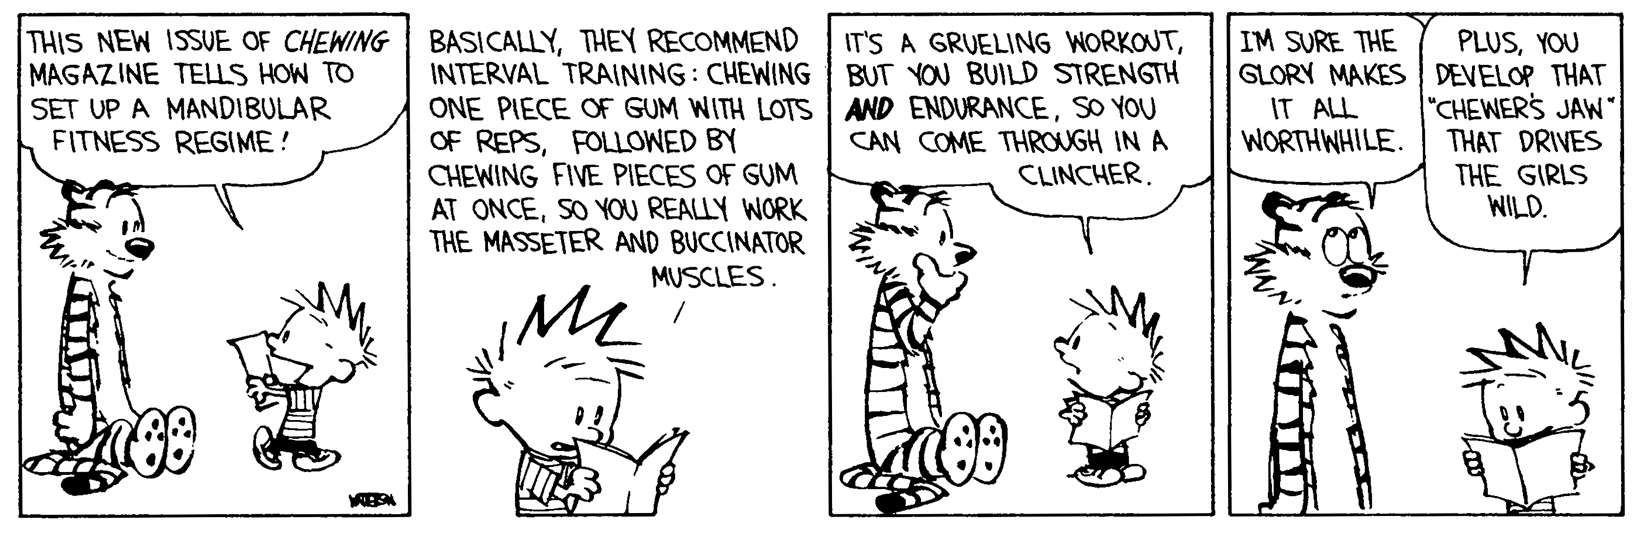 THIS NEW ISSUE OF CHEWING
MAGAZINE TELLS HOW TO
SET UP A MANDIBULAR
FITNESS REGIME!
WATTERSON
BASICALLY, THEY RECOMMEND
INTERVAL TRAINING: CHEWING
ONE PIECE OF GUM WITH LOTS
OF REPS, FOLLOWED BY
CHEWING FIVE PIECES OF GUM
AT ONCE, SO YOU REALLY WORK
THE MASSETER AND BUCCINATOR
MUSCLES.
IT'S A GRUELING WORKOUT,
BUT YOU BUILD STRENGTH
AND ENDURANCE, SO YOU
CAN COME THROUGH IN A
CLINCHER.
I'M SURE THE
GLORY MAKES
IT ALL
WORTHWHILE.
PLUS, YOU
DEVELOP THAT
"CHEWER'S JAW"
THAT DRIVES
THE GIRLS
WILD.